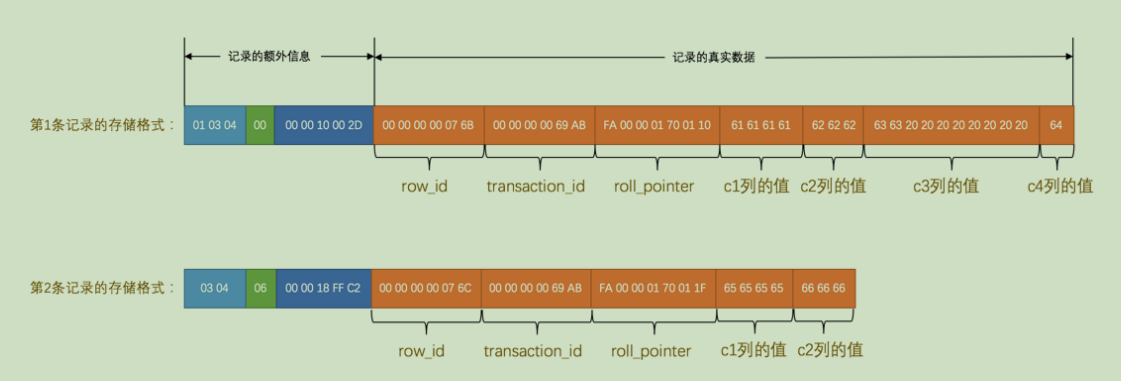 记录的额外信息 记录的真实数据
第1条记录的存储格式： 01 03 04 00 00 00 10 00 2D 00 00 00 00 07 6B 00 00 00 00 69 AB FA 00 00 01 70 01 10 61 61 61 61 62 62 62 63 63 20 20 20 20 20 20 20 20 64
row_id transaction_id roll_pointer c1列的值 c2列的值 c3列的值 c4列的值
第2条记录的存储格式： 03 04 06 00 00 18 FF C2 00 00 00 00 07 6C 00 00 00 00 69 AB FA 00 00 01 70 01 1F 65 65 65 65 66 66 66
row_id transaction_id roll_pointer c1列的值 c2列的值